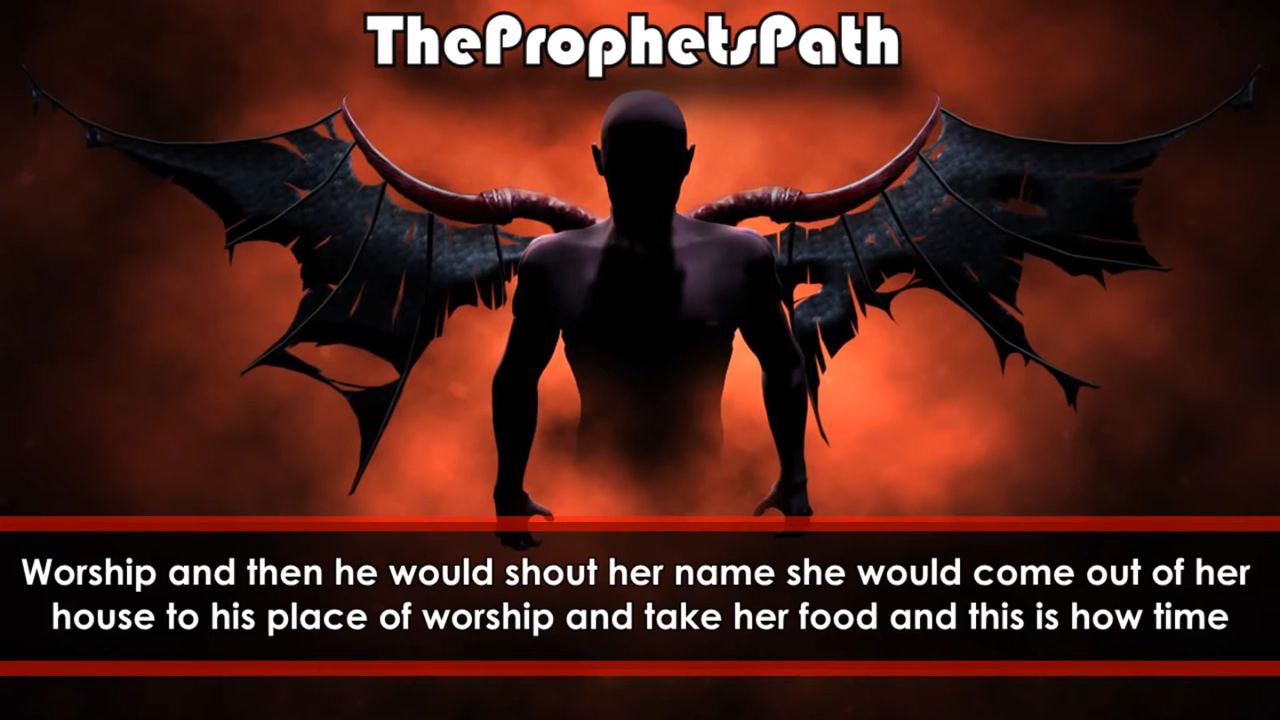 TheProphetsPath
Worship and then he would shout her name she would come out of her
house to his place of worship and take her food and this is how time